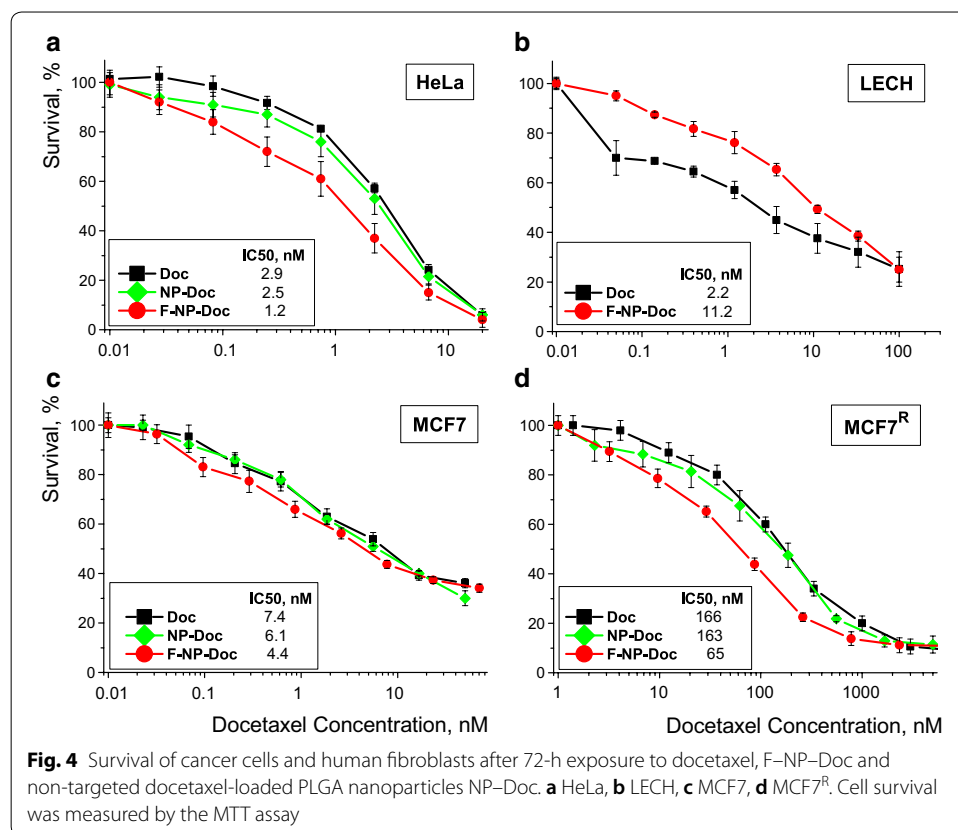 a
b
HeLa
LECH
Survival, %
100
80
60
40
20
0
IC50, nM
Doc 2.9
NP-Doc 2.5
F-NP-Doc 1.2
0.01 0.1 1 10
100
80
60
40
20
0
IC50, nM
Doc 2.2
F-NP-Doc 11.2
0.01 0.1 1 10 100
c
d
MCF7
MCF7R
Survival, %
100
80
60
40
20
0
IC50, nM
Doc 7.4
NP-Doc 6.1
F-NP-Doc 4.4
0.01 0.1 1 10
100
80
60
40
20
0
IC50, nM
Doc 166
NP-Doc 163
F-NP-Doc 65
1 10 100 1000
Docetaxel Concentration, nM
Docetaxel Concentration, nM
Fig. 4 Survival of cancer cells and human fibroblasts after 72-h exposure to docetaxel, F–NP–Doc and
non-targeted docetaxel-loaded PLGA nanoparticles NP–Doc. a HeLa, b LECH, c MCF7, d MCF7R. Cell survival
was measured by the MTT assay